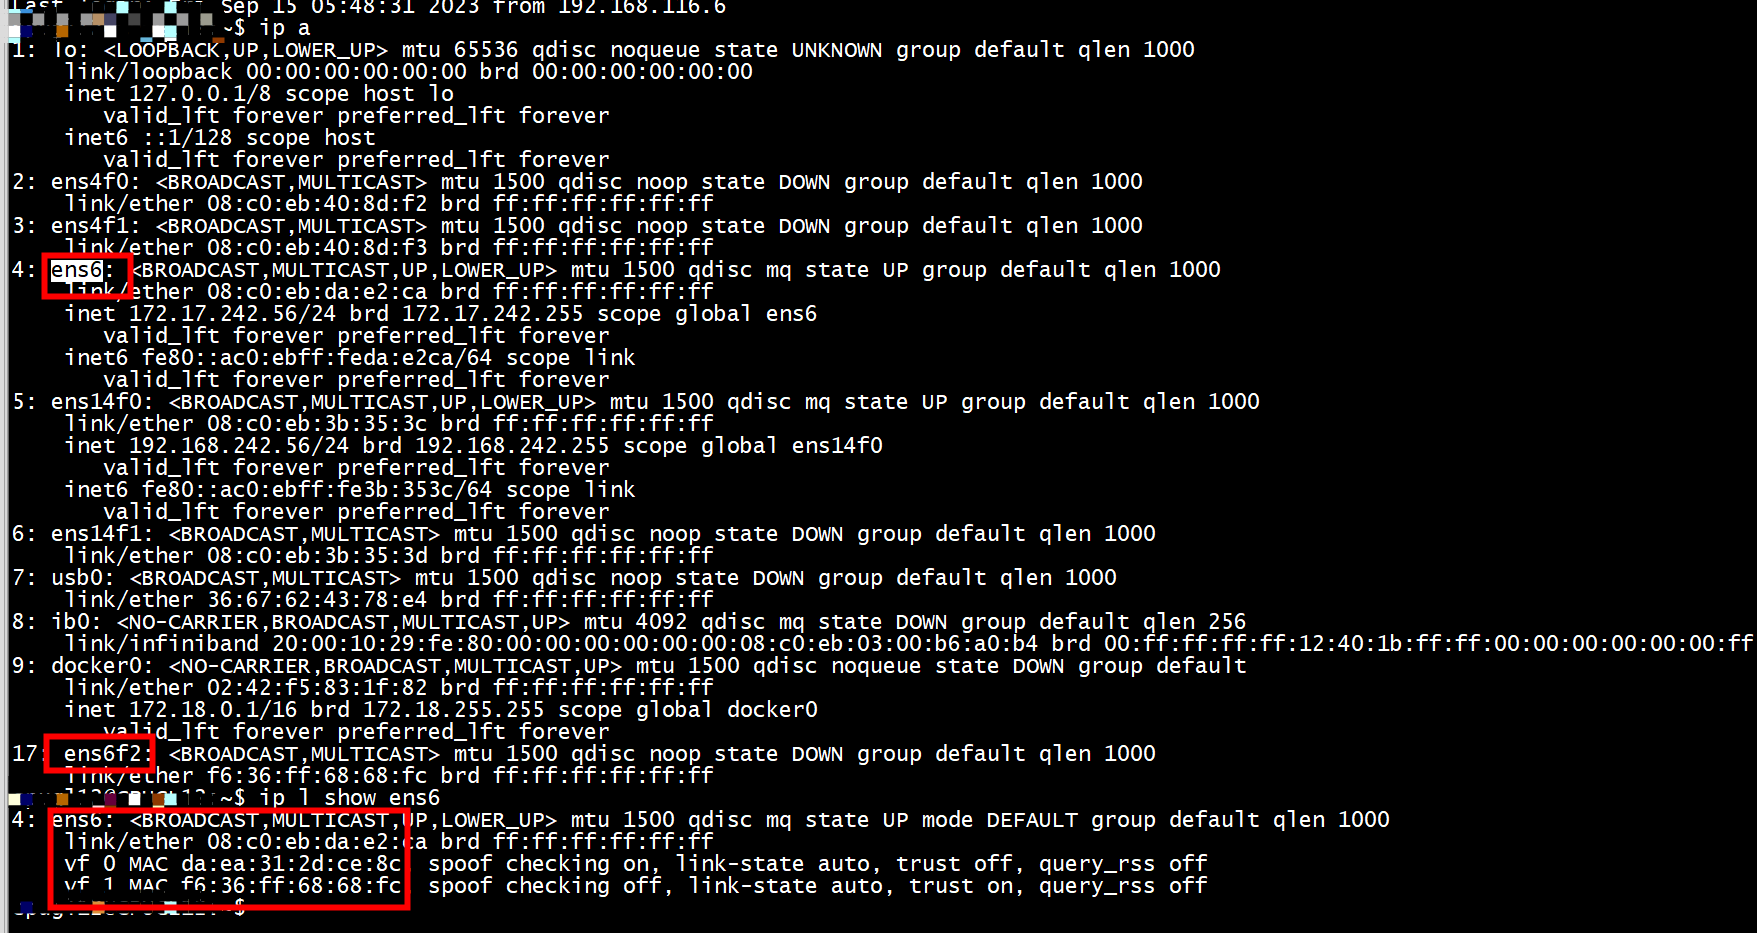 Sep 15 05:48:31 2023 from 192.168.116.6
~$ ip a
1: lo: <LOOPBACK,UP,LOWER_UP> mtu 65536 qdisc noqueue state UNKNOWN group default qlen 1000
link/loopback 00:00:00:00:00:00 brd 00:00:00:00:00:00
inet 127.0.0.1/8 scope host lo
valid_lft forever preferred_lft forever
inet6 ::1/128 scope host
valid_lft forever preferred_lft forever
2: ens4f0: <BROADCAST,MULTICAST> mtu 1500 qdisc noop state DOWN group default qlen 1000
link/ether 08:c0:eb:40:8d:f2 brd ff:ff:ff:ff:ff:ff
3: ens4f1: <BROADCAST,MULTICAST> mtu 1500 qdisc noop state DOWN group default qlen 1000
link/ether 08:c0:eb:40:8d:f3 brd ff:ff:ff:ff:ff:ff
4: ens6: <BROADCAST,MULTICAST,UP,LOWER_UP> mtu 1500 qdisc mq state UP group default qlen 1000
link/ether 08:c0:eb:da:e2:ca brd ff:ff:ff:ff:ff:ff
inet 172.17.242.56/24 brd 172.17.242.255 scope global ens6
valid_lft forever preferred_lft forever
inet6 fe80::ac0:ebff:feda:e2ca/64 scope link
valid_lft forever preferred_lft forever
5: ens14f0: <BROADCAST,MULTICAST,UP,LOWER_UP> mtu 1500 qdisc mq state UP group default qlen 1000
link/ether 08:c0:eb:3b:35:3c brd ff:ff:ff:ff:ff:ff
inet 192.168.242.56/24 brd 192.168.242.255 scope global ens14f0
valid_lft forever preferred_lft forever
inet6 fe80::ac0:ebff:fe3b:353c/64 scope link
valid_lft forever preferred_lft forever
6: ens14f1: <BROADCAST,MULTICAST> mtu 1500 qdisc noop state DOWN group default qlen 1000
link/ether 08:c0:eb:3b:35:3d brd ff:ff:ff:ff:ff:ff
7: usb0: <BROADCAST,MULTICAST> mtu 1500 qdisc noop state DOWN group default qlen 1000
link/ether 36:67:62:43:78:e4 brd ff:ff:ff:ff:ff:ff
8: ib0: <NO-CARRIER,BROADCAST,MULTICAST,UP> mtu 4092 qdisc mq state DOWN group default qlen 256
link/infiniband 20:00:10:29:fe:80:00:00:00:00:00:00:08:c0:eb:03:00:b6:a0:b4 brd 00:ff:ff:ff:ff:12:40:1b:ff:ff:00:00:00:00:00:00:ff
9: docker0: <NO-CARRIER,BROADCAST,MULTICAST,UP> mtu 1500 qdisc noqueue state DOWN group default
link/ether 02:42:f5:83:1f:82 brd ff:ff:ff:ff:ff:ff
inet 172.18.0.1/16 brd 172.18.255.255 scope global docker0
valid_lft forever preferred_lft forever
17: ens6f2: <BROADCAST,MULTICAST> mtu 1500 qdisc noop state DOWN group default qlen 1000
link/ether f6:36:ff:68:68:fc brd ff:ff:ff:ff:ff:ff
~$ ip l show ens6
4: ens6: <BROADCAST,MULTICAST,UP,LOWER_UP> mtu 1500 qdisc mq state UP mode DEFAULT group default qlen 1000
link/ether 08:c0:eb:da:e2:ca brd ff:ff:ff:ff:ff:ff
vf 0 MAC da:ea:31:2d:ce:8c, spoof checking on, link-state auto, trust off, query_rss off
vf 1 MAC f6:36:ff:68:68:fc, spoof checking off, link-state auto, trust on, query_rss off
~$